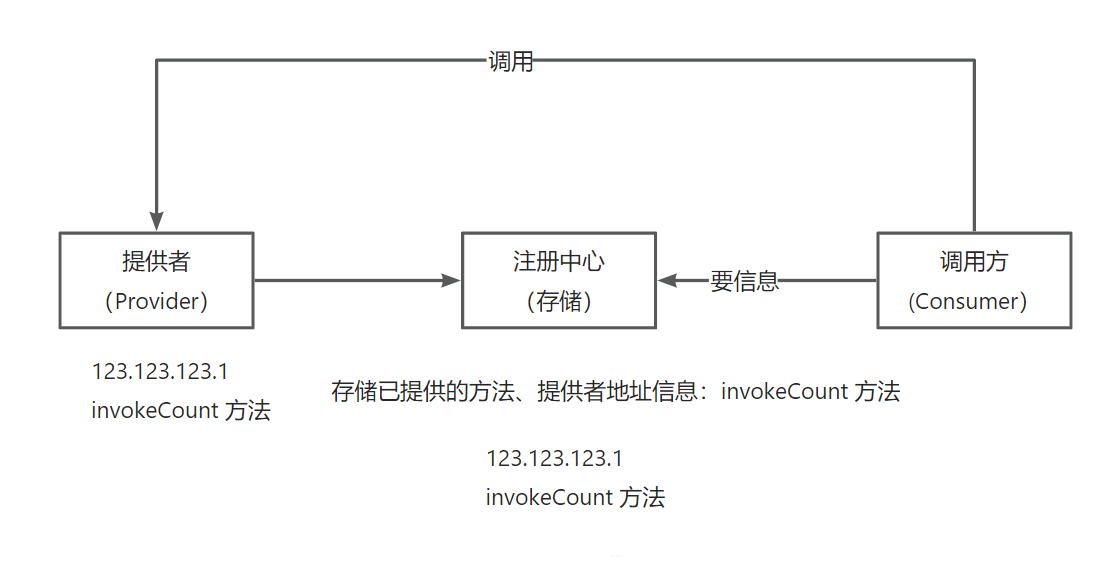 调用
提供者
（Provider）
注册中心
（存储）
要信息
调用方
（Consumer）
123.123.123.1
invokeCount 方法
存储已提供的方法、提供者地址信息：invokeCount 方法
123.123.123.1
invokeCount 方法